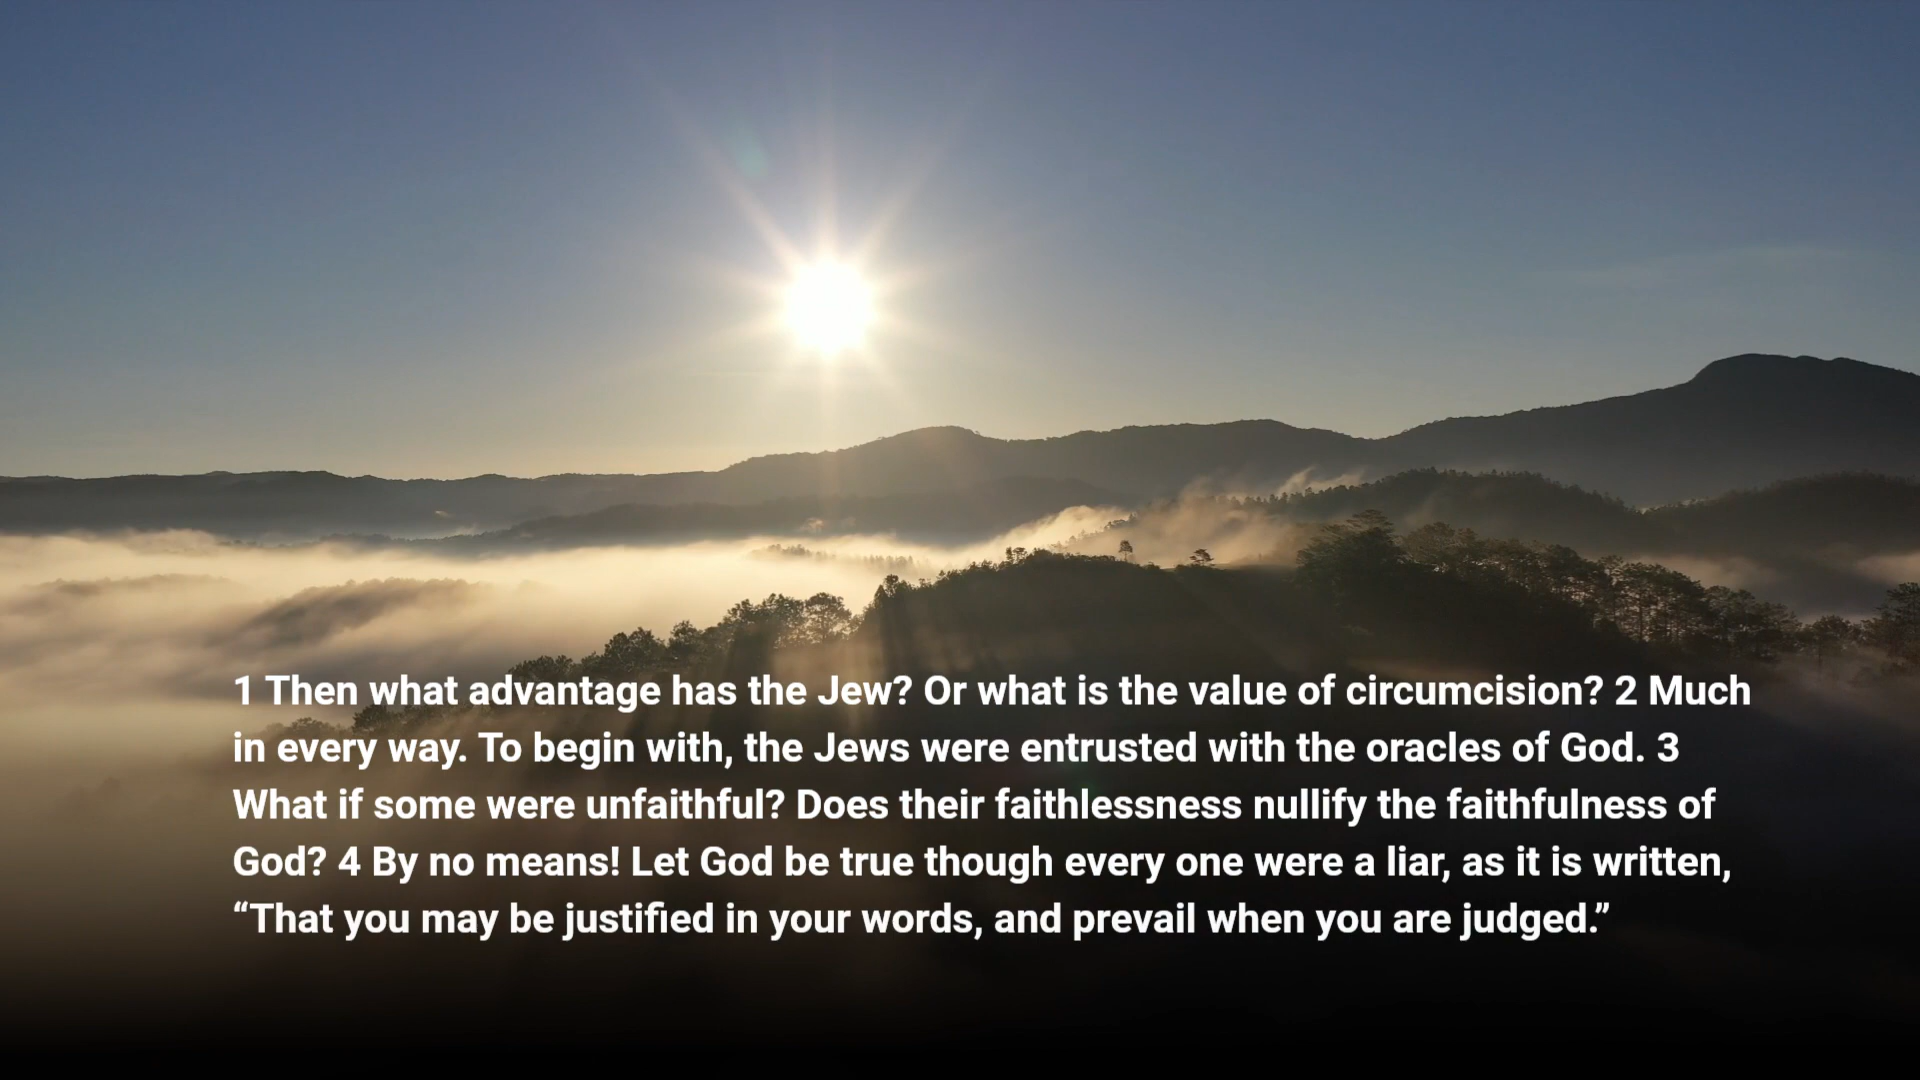 1 Then what advantage has the Jew? Or what is the value of circumcision? 2 Much
in every way. To begin with, the Jews were entrusted with the oracles of God. 3
What if some were unfaithful? Does their faithlessness nullify the faithfulness of
God? 4 By no means! Let God be true though every one were a liar, as it is written,
“That you may be justified in your words, and prevail when you are judged.”